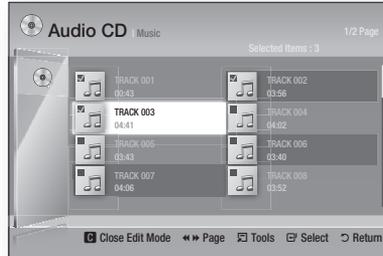 Audio CD | Music 1/2 Page
Selected Items : 3
TRACK 001 TRACK 002
00:43 03:56
TRACK 003 TRACK 004
04:41 04:02
TRACK 005 TRACK 006
03:43 03:40
TRACK 007 TRACK 008
04:06 03:52
C Close Edit Mode Page Tools Select Return